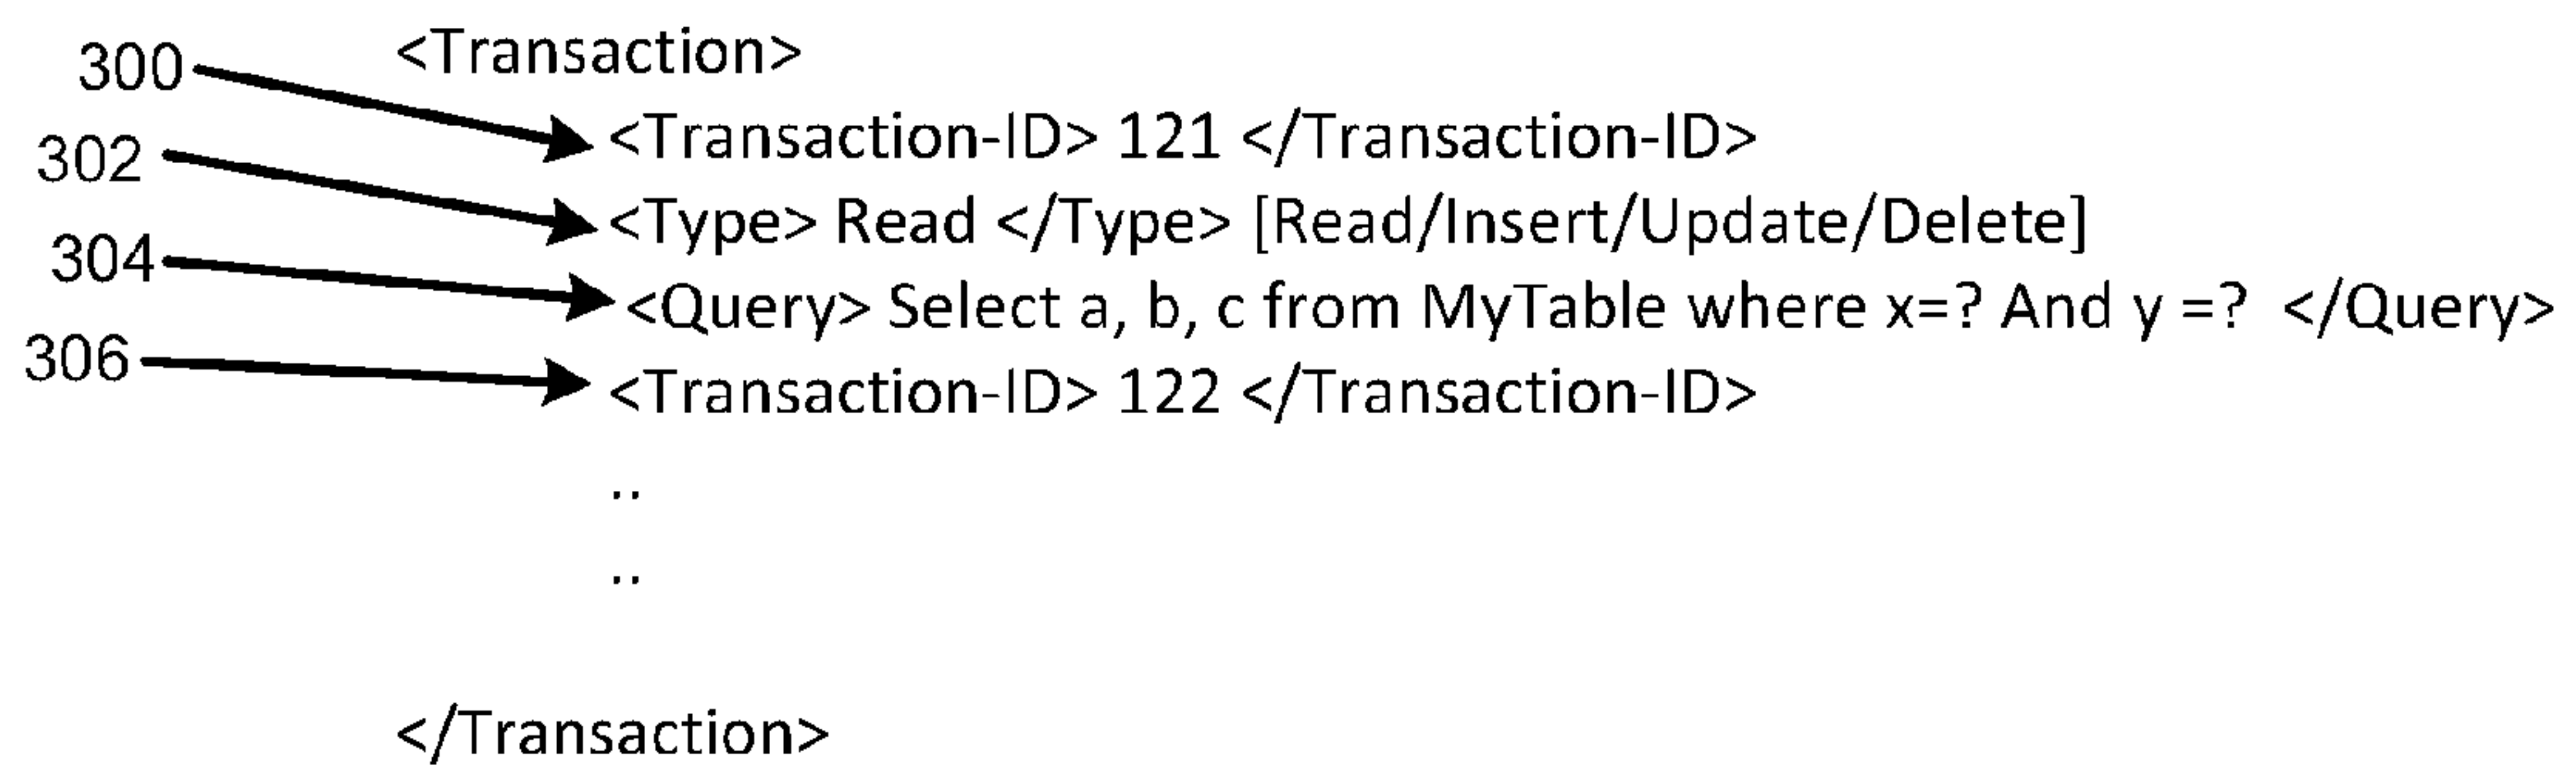 <Transaction>
300
<Transaction-ID> 121 </Transaction-ID>
302
<Type> Read </Type> [Read/Insert/Update/Delete]
304
<Query> Select a, b, c from MyTable where x=? And y =? </Query>
306
<Transaction-ID> 122 </Transaction-ID>
..
..
</Transaction>